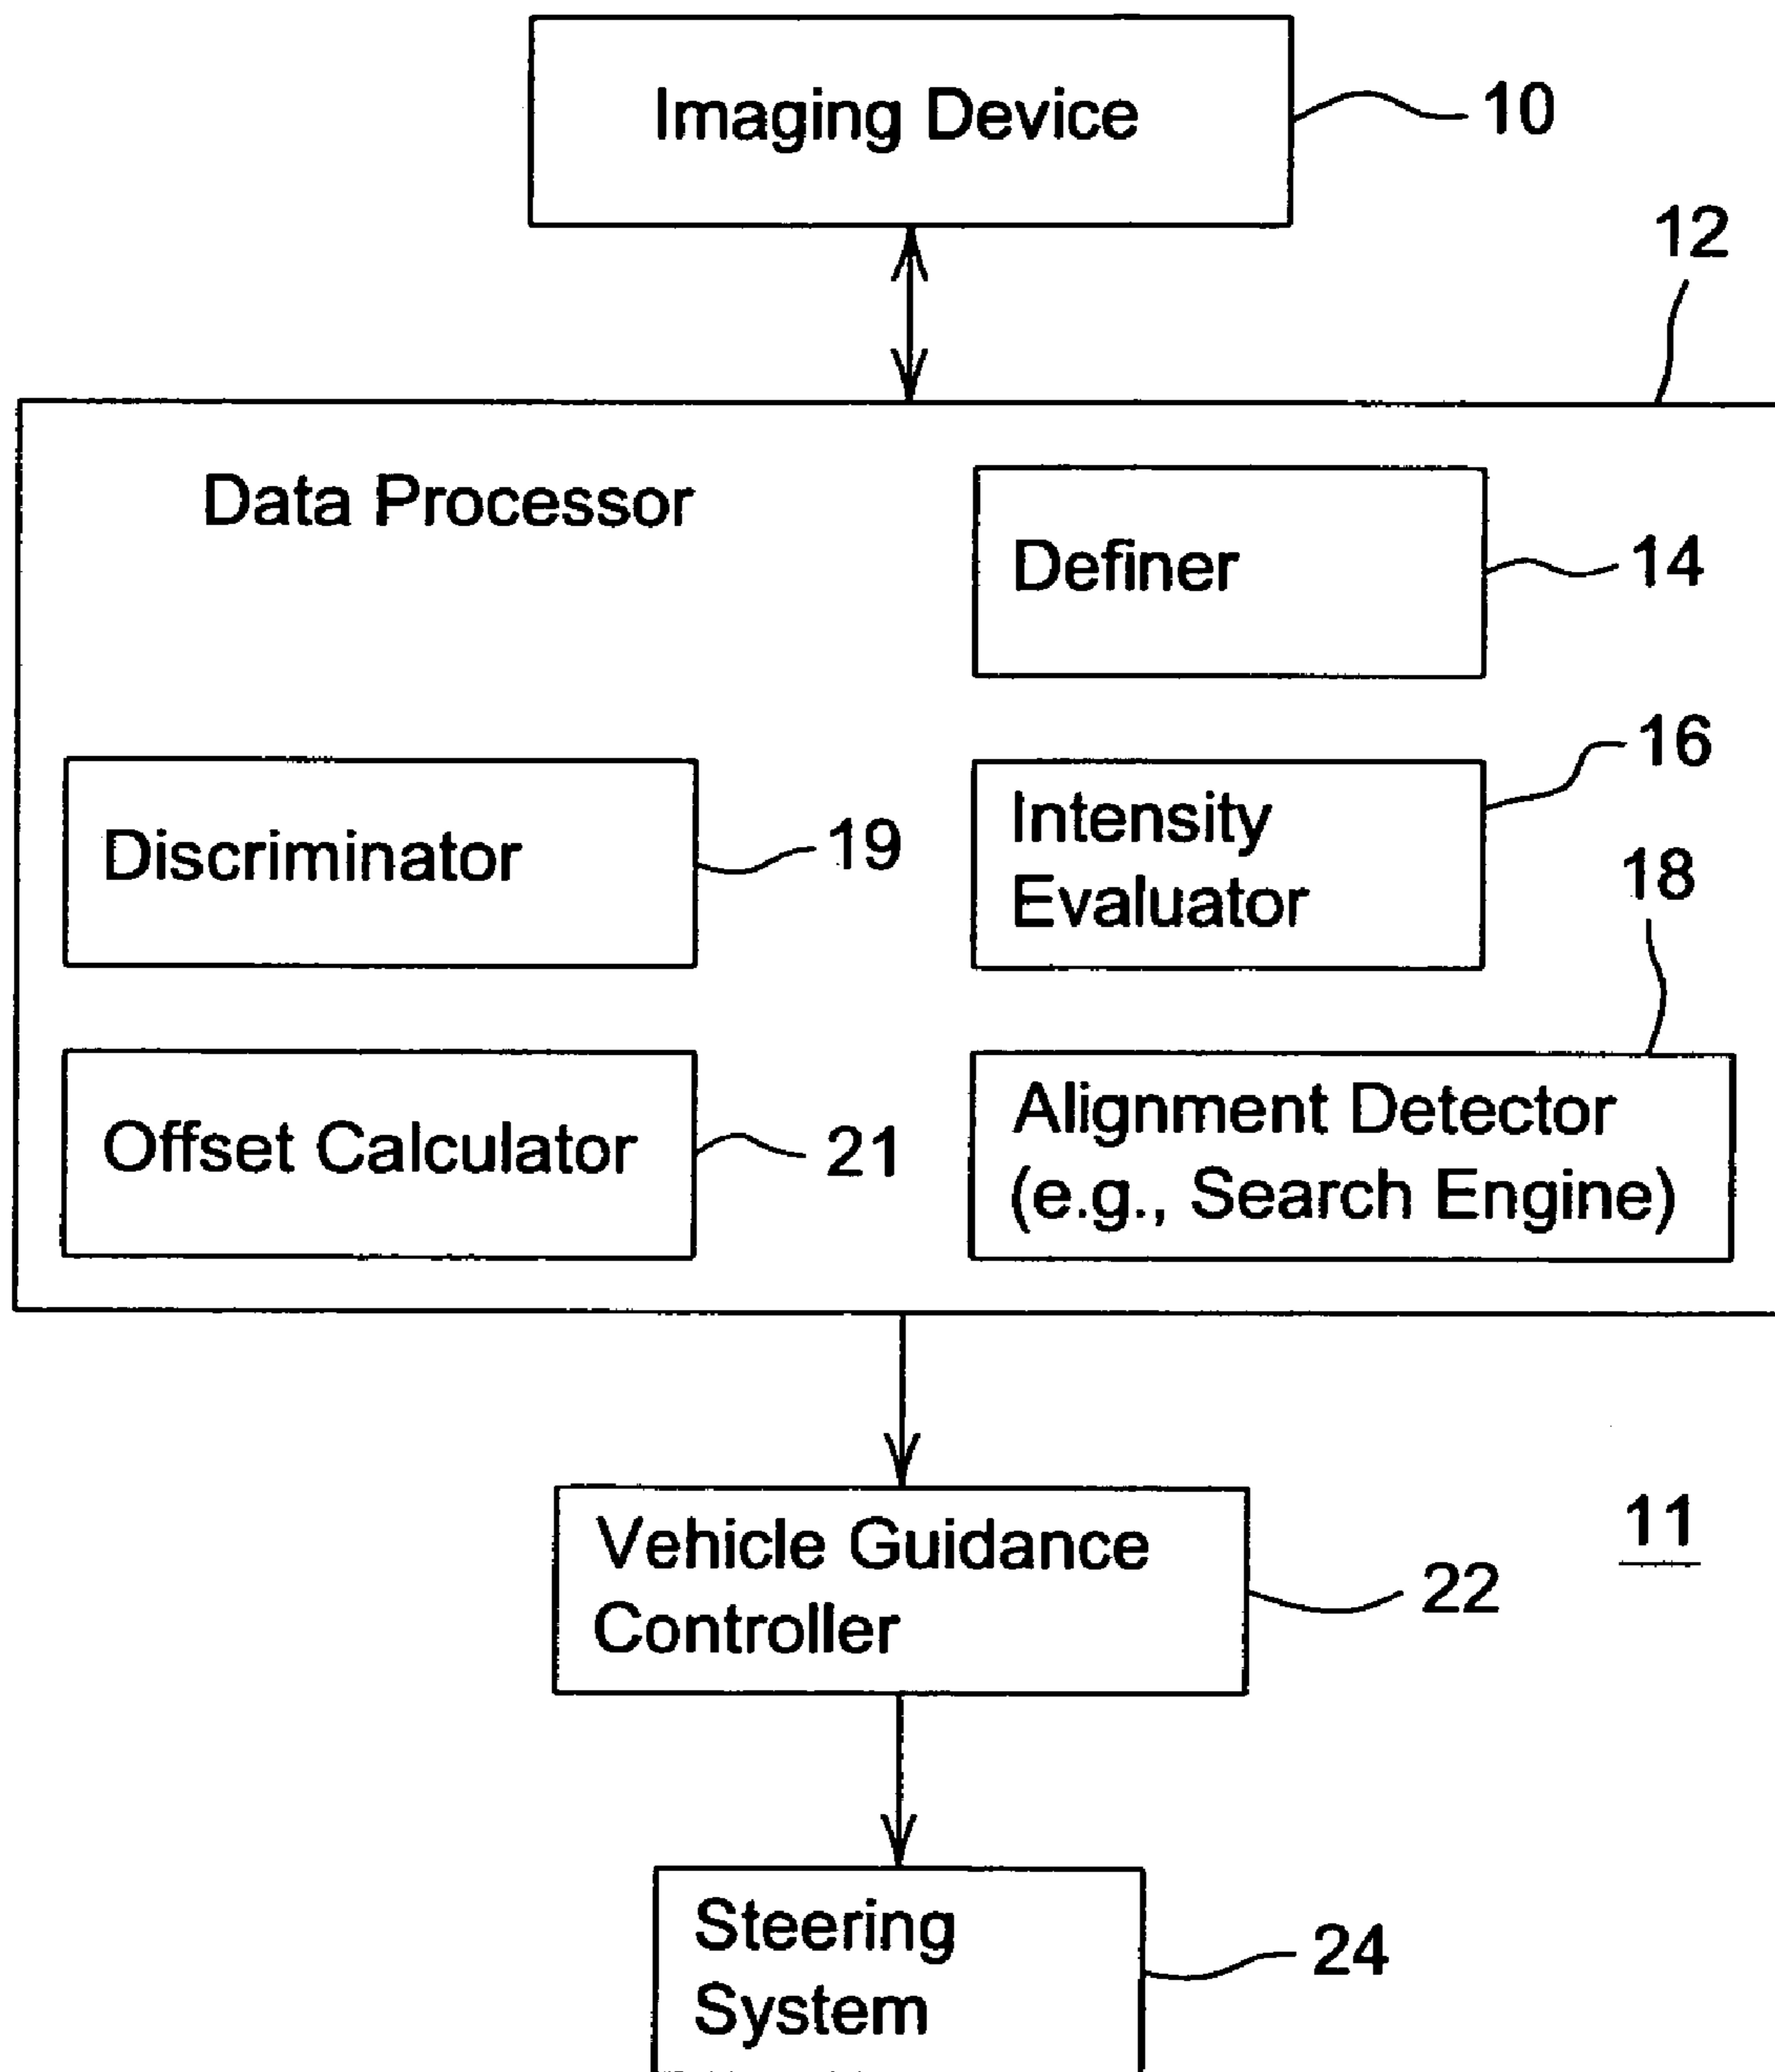 Imaging Device
10
12
Data Processor
Definer
14
16
Discriminator
19
Intensity
Evaluator
18
Offset Calculator
21
Alignment Detector
(e.g., Search Engine)
Vehicle Guidance
Controller
22
11
Steering
System
24